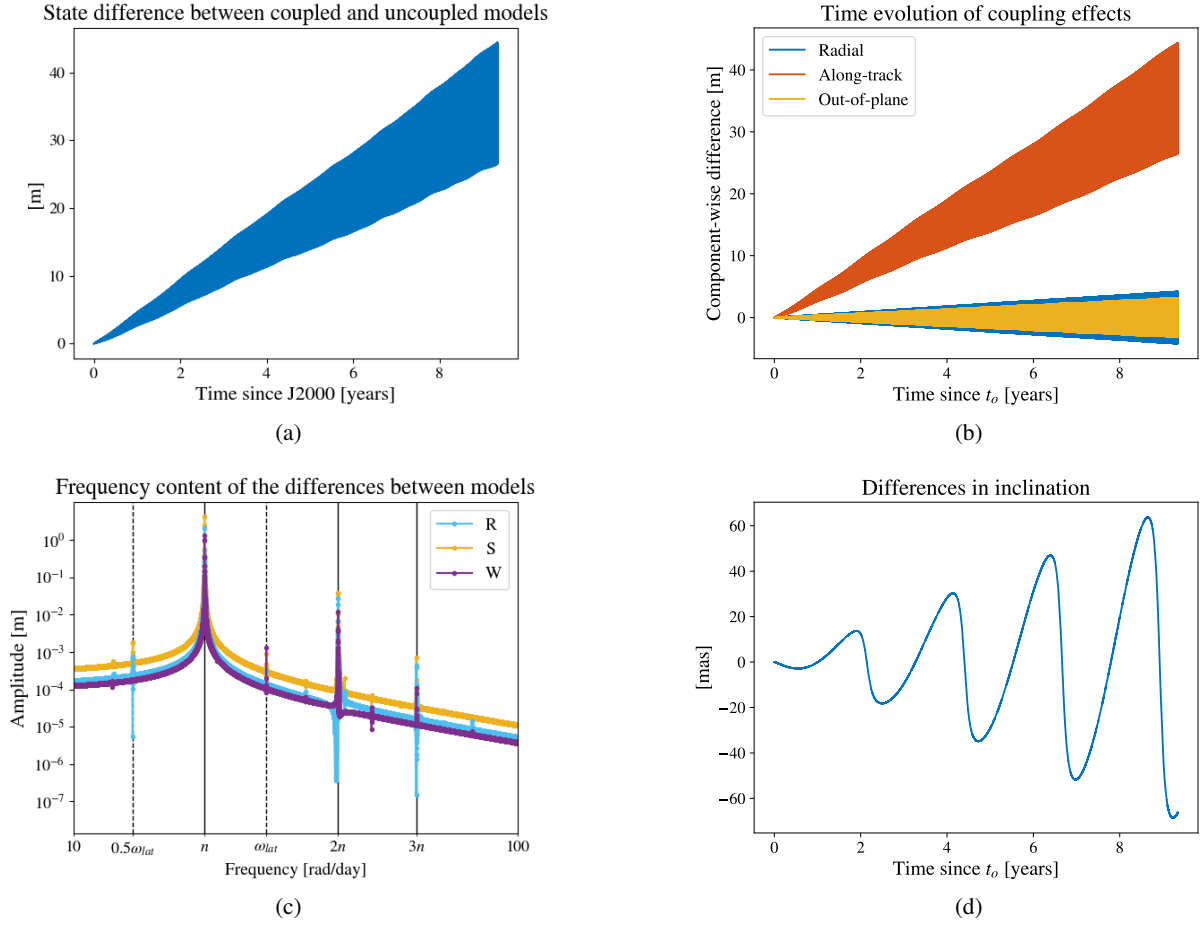 State difference between coupled and uncoupled models
[m]
40
30
20
10
0
0 2 4 6 8
Time since J2000 [years]
(a)
Time evolution of coupling effects
Radial
Along-track
Out-of-plane
Component-wise difference [m]
40
30
20
10
0
0 2 4 6 8
Time since t_o [years]
(b)
Frequency content of the differences between models
R
S
W
Amplitude [m]
10^0
10^−1
10^−2
10^−3
10^−4
10^−5
10^−6
10^−7
10 0.5ω_lat n ω_lat 2n 3n 100
Frequency [rad/day]
(c)
Differences in inclination
[mas]
60
40
20
0
−20
−40
−60
0 2 4 6 8
Time since t_o [years]
(d)